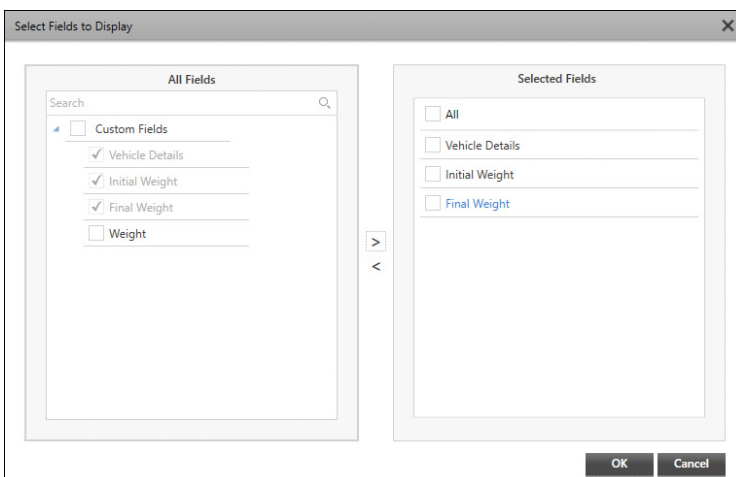 Select Fields to Display
All Fields
Search
Custom Fields
Vehicle Details
Initial Weight
Final Weight
Weight
>
<
Selected Fields
All
Vehicle Details
Initial Weight
Final Weight
OK
Cancel